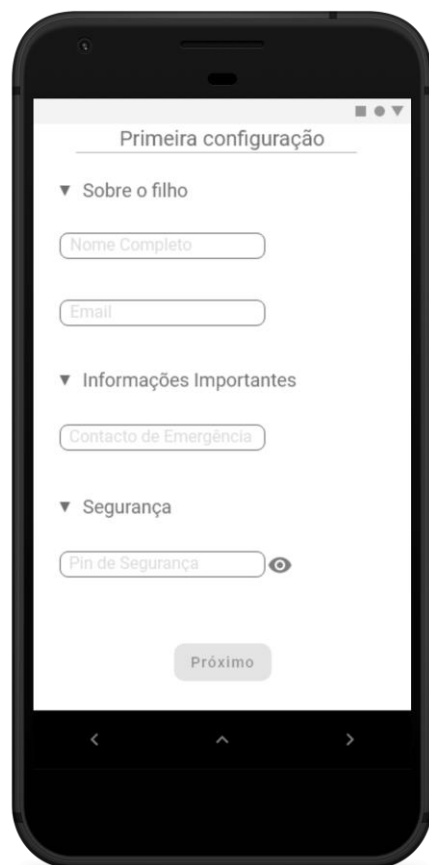 Primeira configuração
Sobre o filho
Nome Completo
Email
Informações Importantes
Contacto de Emergência
Segurança
Pin de Segurança
Próximo